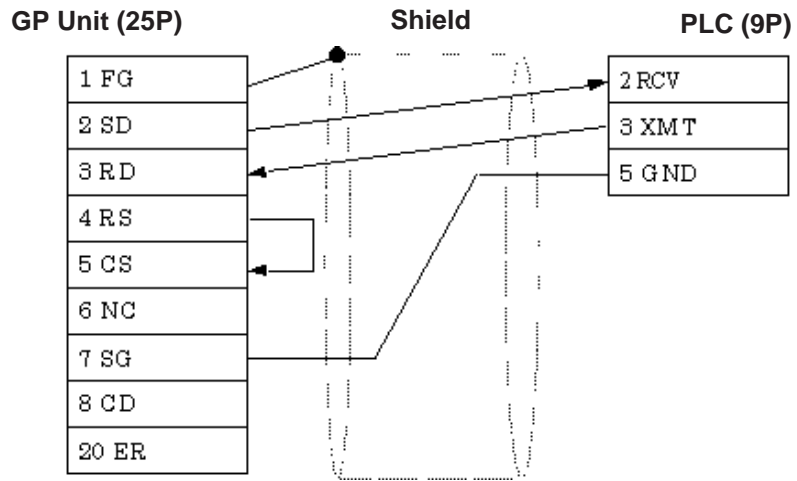 GP Unit (25P)
Shield
PLC (9P)
1 FG
2 SD
3 RD
4 RS
5 CS
6 NC
7 SG
8 CD
20 ER
2 RCV
3 XMT
5 GND